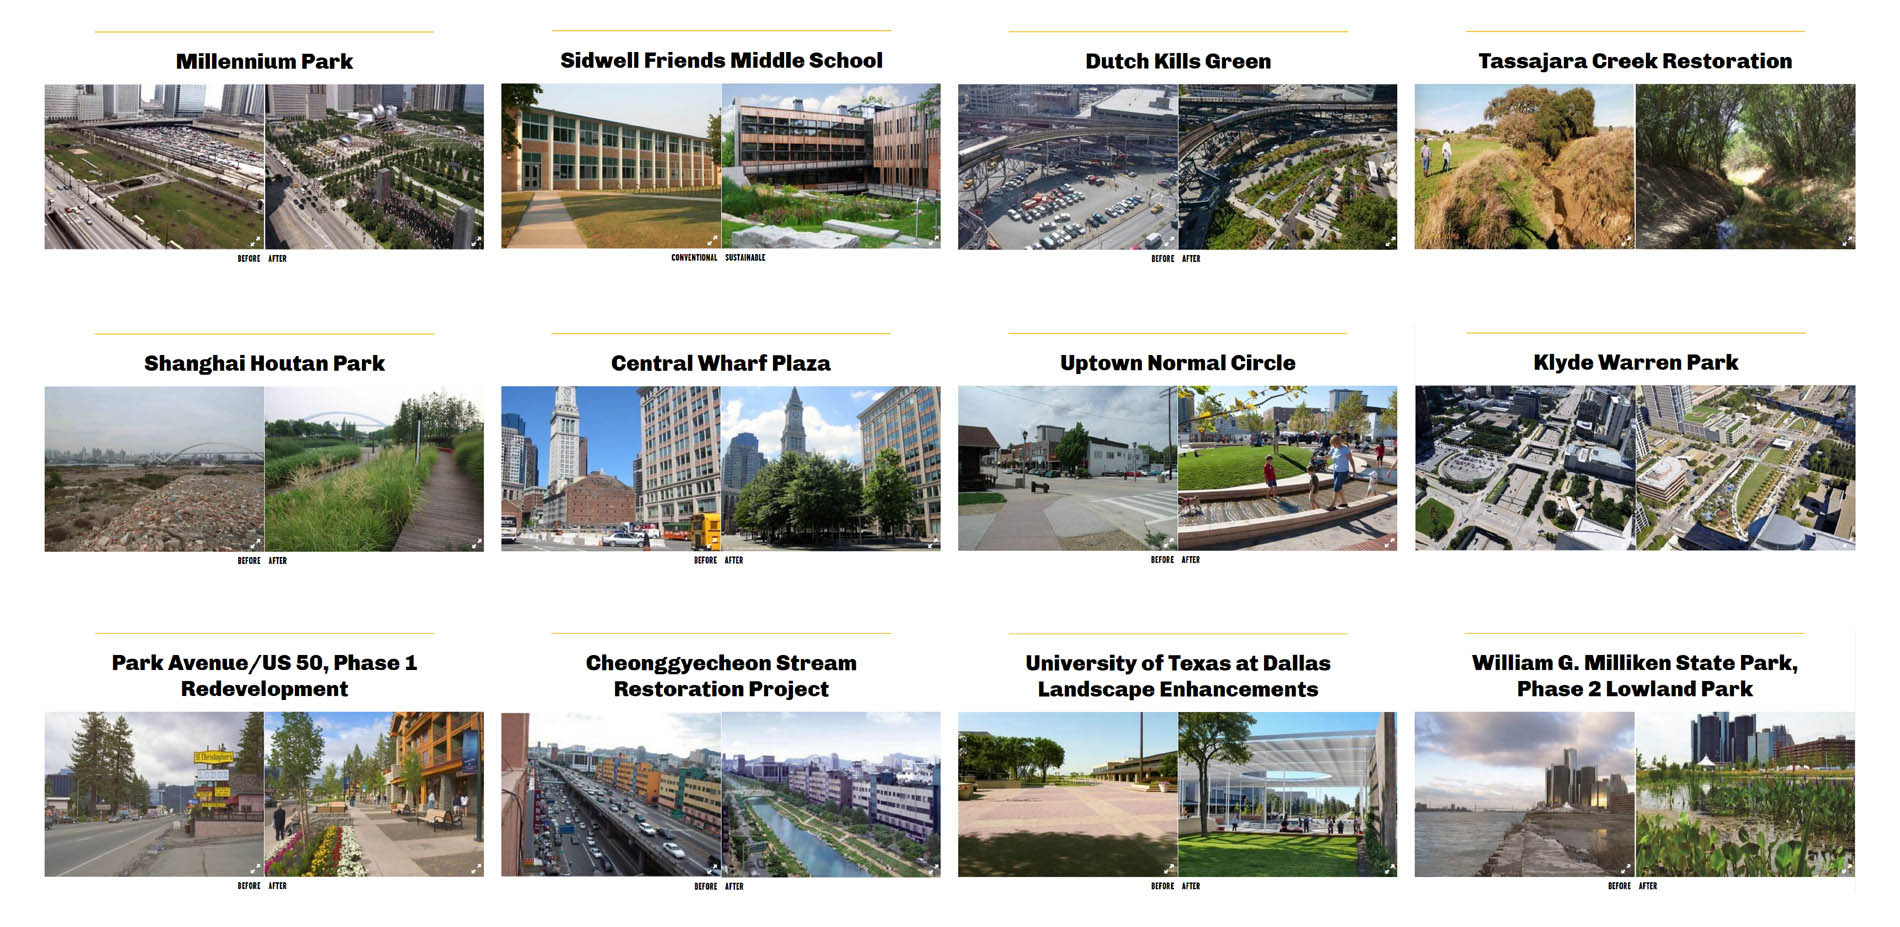 Millennium Park
BEFORE AFTER
Sidwell Friends Middle School
CONVENTIONAL SUSTAINABLE
Dutch Kills Green
BEFORE AFTER
Tassajara Creek Restoration
Shanghai Houtan Park
BEFORE AFTER
Central Wharf Plaza
BEFORE AFTER
Uptown Normal Circle
BEFORE AFTER
Klyde Warren Park
Park Avenue/US 50, Phase 1
Redevelopment
BEFORE AFTER
Cheonggyecheon Stream
Restoration Project
BEFORE AFTER
University of Texas at Dallas
Landscape Enhancements
BEFORE AFTER
William G. Milliken State Park,
Phase 2 Lowland Park
BEFORE AFTER